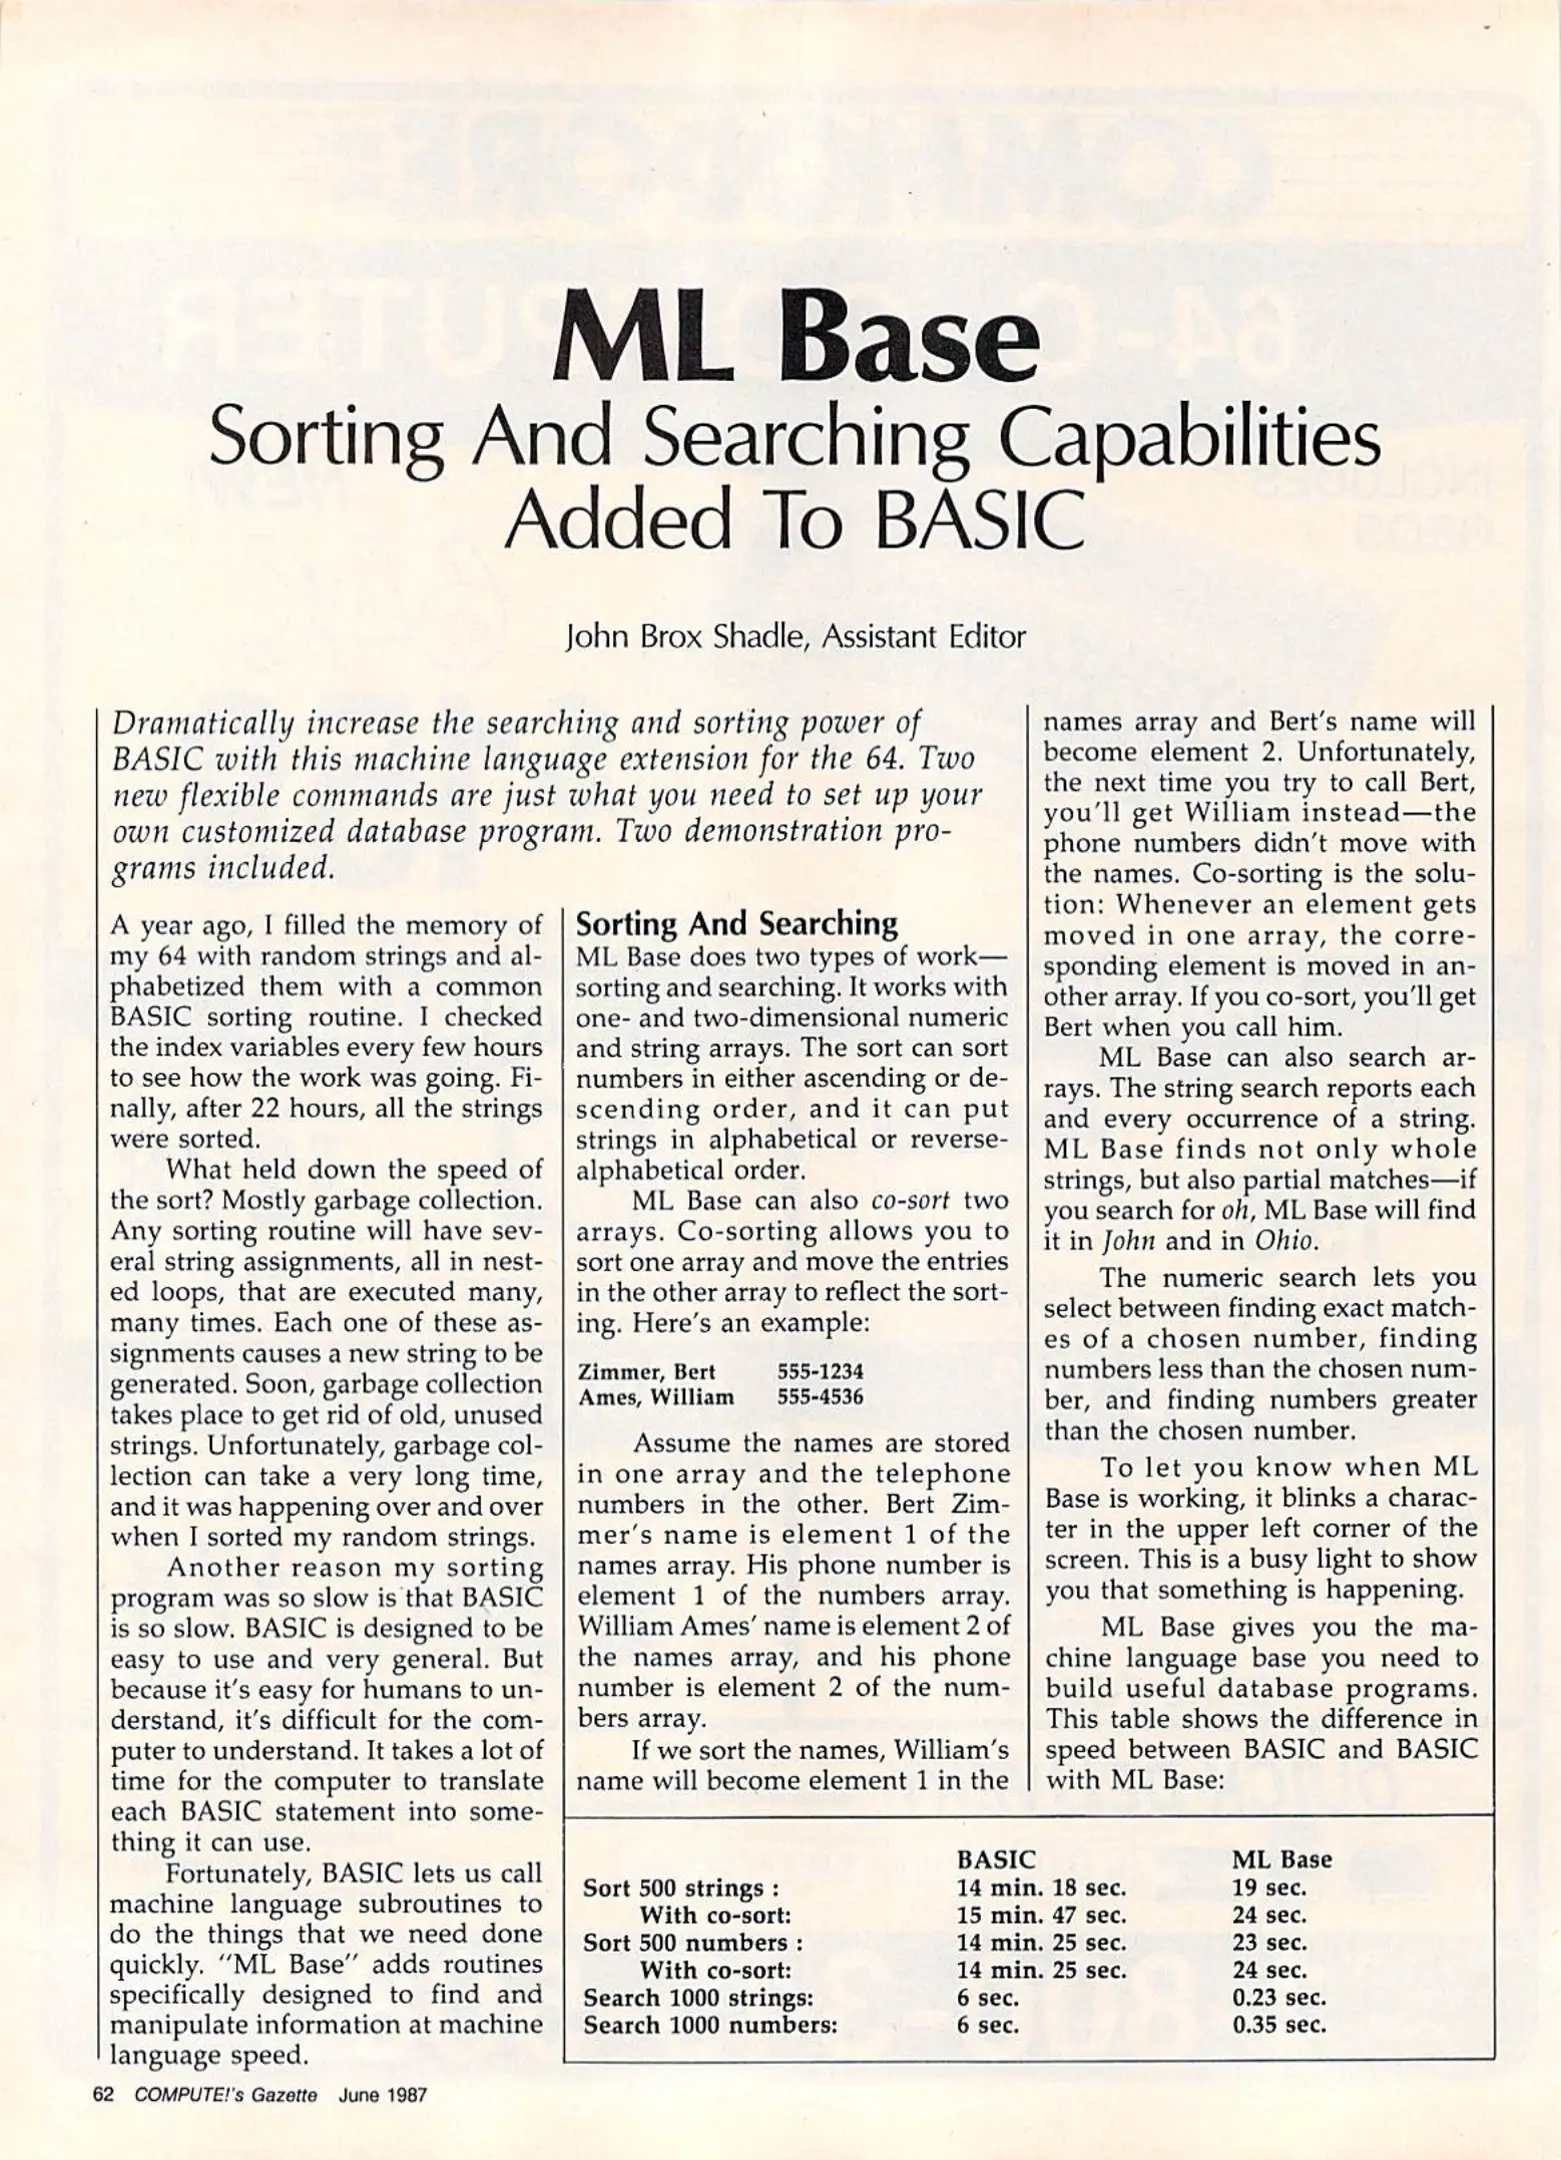 ML Base
Sorting And Searching Capabilities
Added To BASIC
John Brox Shadle, Assistant Editor
Dramatically increase the searching and sorting power of
BASIC with this machine language extension for the 64. Two
new flexible commands are just what you need to set up your
own customized database program. Two demonstration pro-
grams included.
A year ago, I filled the memory of
my 64 with random strings and al-
phabetized them with a common
BASIC sorting routine. I checked
the index variables every few hours
to see how the work was going. Fi-
nally, after 22 hours, all the strings
were sorted.
What held down the speed of
the sort? Mostly garbage collection.
Any sorting routine will have sev-
eral string assignments, all in nest-
ed loops, that are executed many,
many times. Each one of these as-
signments causes a new string to be
generated. Soon, garbage collection
takes place to get rid of old, unused
strings. Unfortunately, garbage col-
lection can take a very long time,
and it was happening over and over
when I sorted my random strings.
Another reason my sorting
program was so slow is that BASIC
is so slow. BASIC is designed to be
easy to use and very general. But
because it's easy for humans to un-
derstand, it's difficult for the com-
puter to understand. It takes a lot of
time for the computer to translate
each BASIC statement into some-
thing it can use.
Fortunately, BASIC lets us call
machine language subroutines to
do the things that we need done
quickly. "ML Base" adds routines
specifically designed to find and
manipulate information at machine
language speed.
Sorting And Searching
ML Base does two types of work—
sorting and searching. It works with
one- and two-dimensional numeric
and string arrays. The sort can sort
numbers in either ascending or de-
scending order, and it can put
strings in alphabetical or reverse-
alphabetical order.
ML Base can also co-sort two
arrays. Co-sorting allows you to
sort one array and move the entries
in the other array to reflect the sort-
ing. Here's an example:
Zimmer, Bert 555-1234
Ames, William 555-4536
Assume the names are stored
in one array and the telephone
numbers in the other. Bert Zim-
mer's name is element 1 of the
names array. His phone number is
element 1 of the numbers array.
William Ames' name is element 2 of
the names array, and his phone
number is element 2 of the num-
bers array.
If we sort the names, William's
name will become element 1 in the
names array and Bert's name will
become element 2. Unfortunately,
the next time you try to call Bert,
you'll get William instead—the
phone numbers didn't move with
the names. Co-sorting is the solu-
tion: Whenever an element gets
moved in one array, the corre-
sponding element is moved in an-
other array. If you co-sort, you'll get
Bert when you call him.
ML Base can also search ar-
rays. The string search reports each
and every occurrence of a string.
ML Base finds not only whole
strings, but also partial matches—if
you search for oh, ML Base will find
it in John and in Ohio.
The numeric search lets you
select between finding exact match-
es of a chosen number, finding
numbers less than the chosen num-
ber, and finding numbers greater
than the chosen number.
To let you know when ML
Base is working, it blinks a charac-
ter in the upper left corner of the
screen. This is a busy light to show
you that something is happening.
ML Base gives you the ma-
chine language base you need to
build useful database programs.
This table shows the difference in
speed between BASIC and BASIC
with ML Base:
BASIC ML Base
Sort 500 strings : 14 min. 18 sec. 19 sec.
With co-sort: 15 min. 47 sec. 24 sec.
Sort 500 numbers : 14 min. 25 sec. 23 sec.
With co-sort: 14 min. 25 sec. 24 sec.
Search 1000 strings: 6 sec. 0.23 sec.
Search 1000 numbers: 6 sec. 0.35 sec.
62 COMPUTE!'s Gazette June 1987